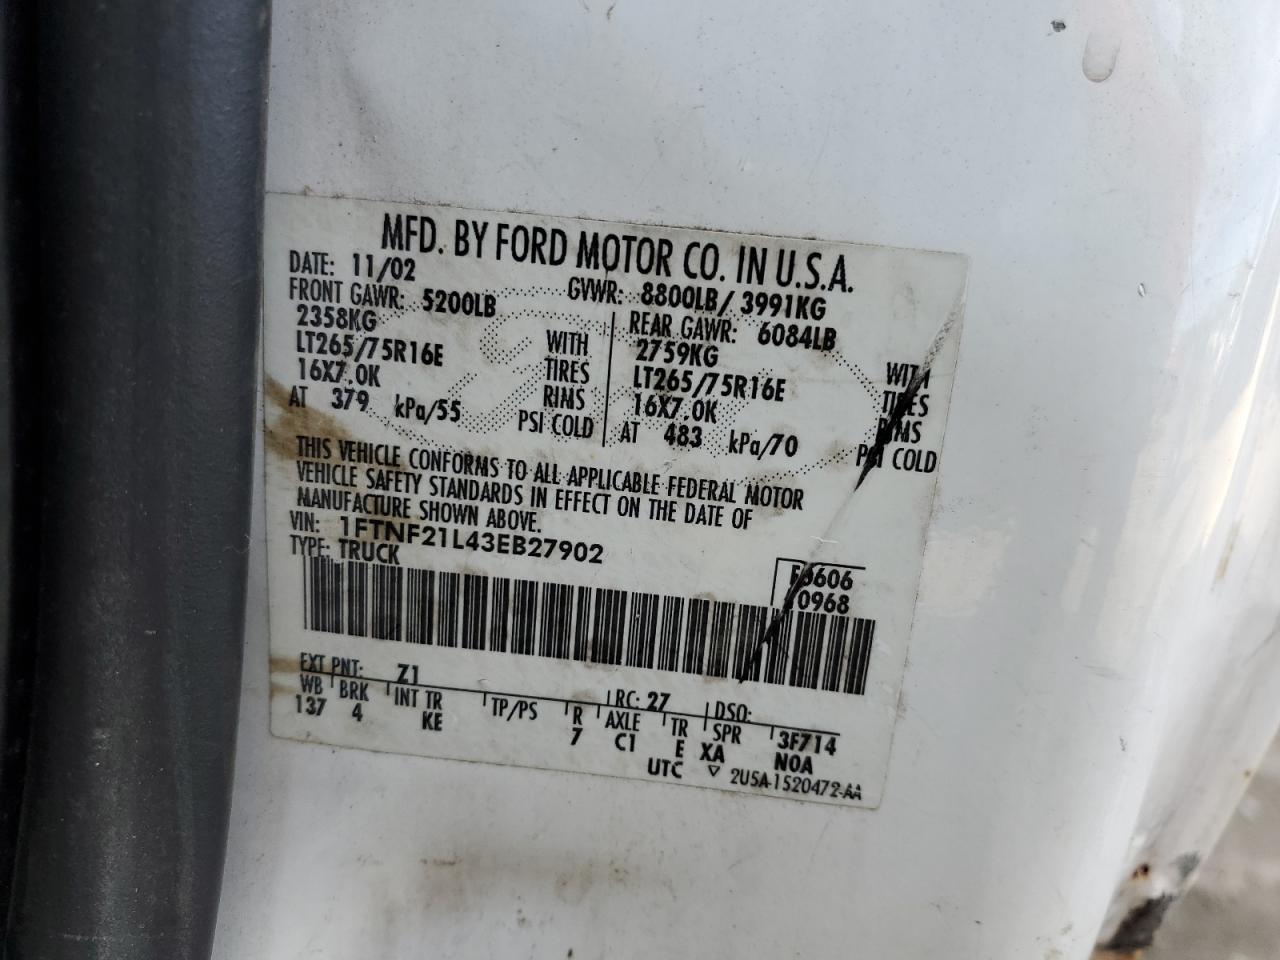 MFD. BY FORD MOTOR CO. IN U.S.A.
DATE: 11/02 GVWR: 8800LB/ 3991KG
FRONT GAWR: 5200LB REAR GAWR: 6084LB
2358KG WITH 2759KG WITH
LT265/75R16E TIRES LT265/75R16E TIRES
16X7.0K RIMS 16X7.0K RIMS
AT 379 kPa/55 PSI COLD AT 483 kPa/70 PSI COLD
THIS VEHICLE CONFORMS TO ALL APPLICABLE FEDERAL MOTOR
VEHICLE SAFETY STANDARDS IN EFFECT ON THE DATE OF
MANUFACTURE SHOWN ABOVE.
VIN: 1FTNF21L43EB27902
TYPE: TRUCK
F0606
0968
EXT PNT: Z1 RC: 27 DSO:
WB BRK INT TR TP/PS R AXLE TR SPR 3F714
137 4 KE 7 C1 E XA N0A
UTC ▽ 2U5A-1520472-AA